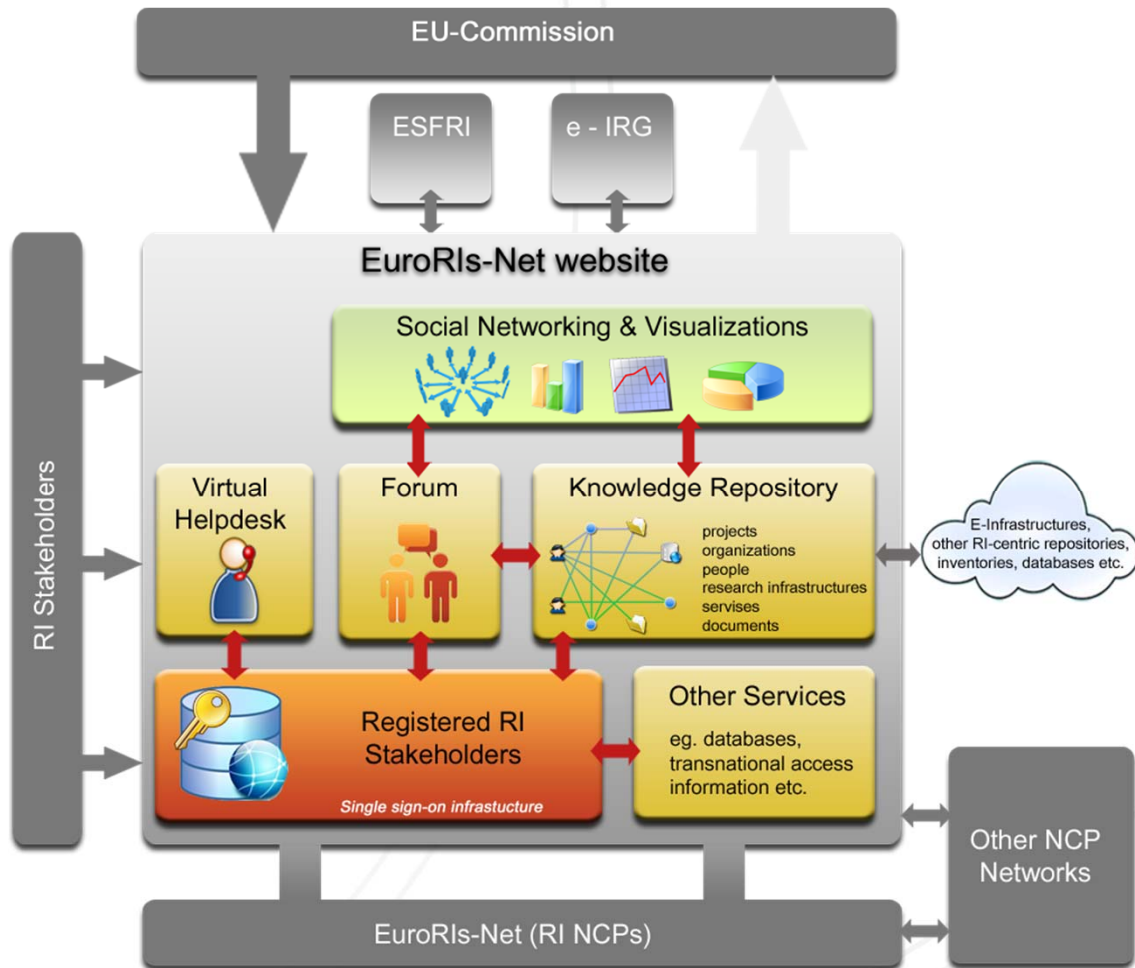 EU-Commission
ESFRI
e - IRG
EuroRIs-Net website
Social Networking & Visualizations
RI Stakeholders
Virtual
Helpdesk
Forum
Knowledge Repository
projects
organizations
people
research infrastructures
servises
documents
E-Infrastructures,
other RI-centric repositories,
inventories, databases etc.
Registered RI
Stakeholders
Single sign-on infrastucture
Other Services
eg. databases,
transnational access
information etc.
Other NCP
Networks
EuroRIs-Net (RI NCPs)